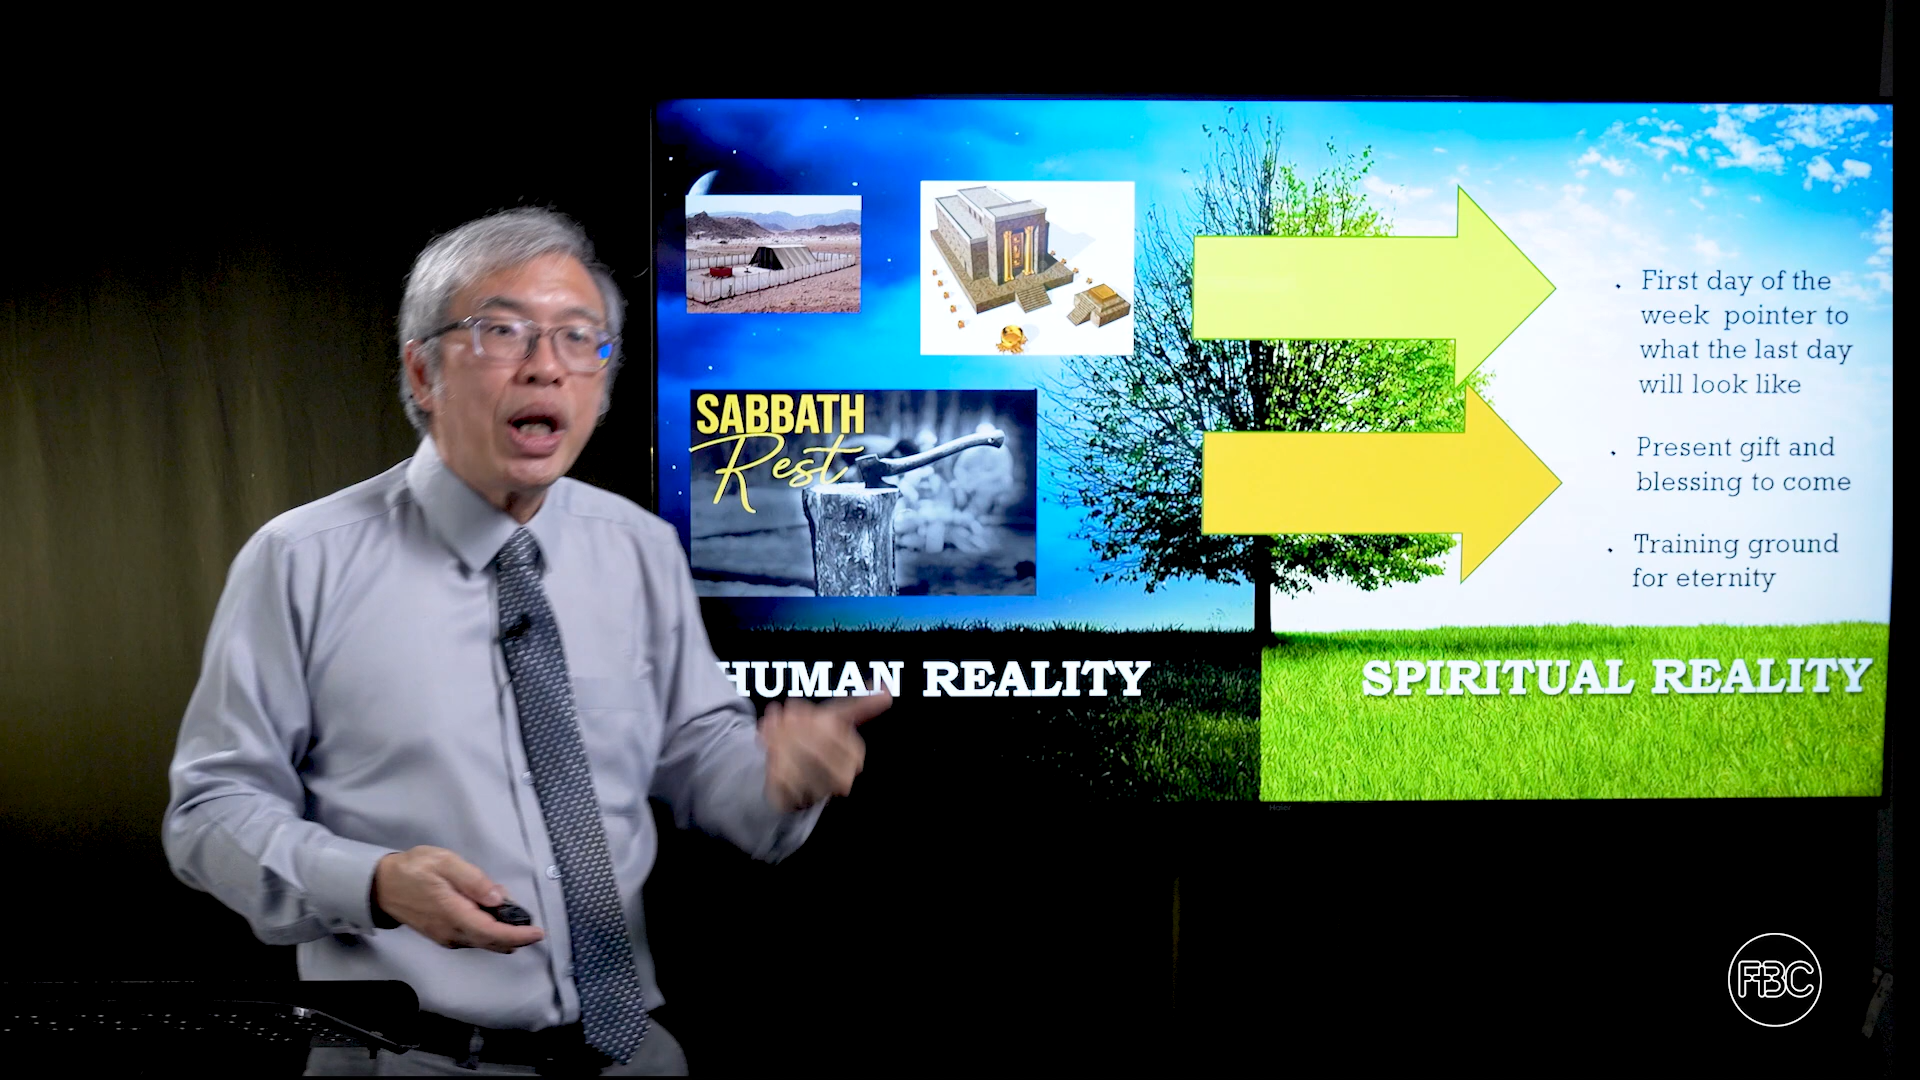 SABBATH
Rest
• First day of the
week pointer to
what the last day
will look like
• Present gift and
blessing to come
• Training ground
for eternity
HUMAN REALITY
SPIRITUAL REALITY
Haier
FBC